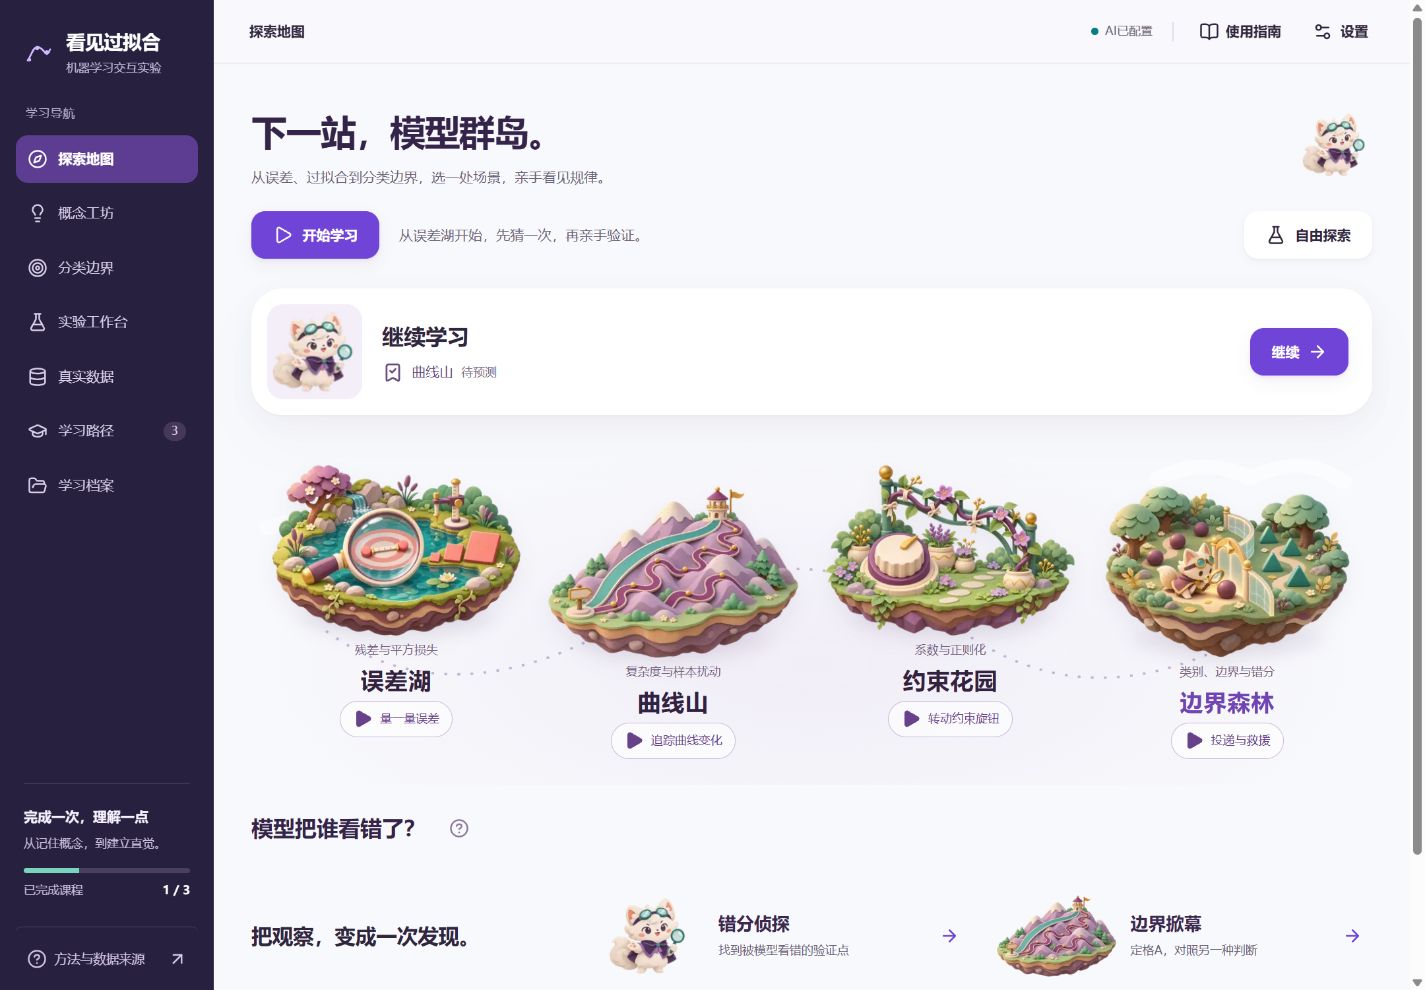 看见过拟合
机器学习交互实验
学习导航
探索地图
概念工坊
分类边界
实验工作台
真实数据
学习路径 3
学习档案
完成一次，理解一点
从记住概念，到建立直觉。
已完成课程 1 / 3
方法与数据来源
探索地图
AI已配置
使用指南
设置
下一站，模型群岛。
从误差、过拟合到分类边界，选一处场景，亲手看见规律。
开始学习
从误差湖开始，先猜一次，再亲手验证。
自由探索
继续学习
曲线山 待预测
继续
残差与平方损失
误差湖
量一量误差
复杂度与样本扰动
曲线山
追踪曲线变化
系数与正则化
约束花园
转动约束旋钮
类别、边界与错分
边界森林
投递与救援
模型把谁看错了？
把观察，变成一次发现。
错分侦探
找到被模型看错的验证点
边界掀幕
定格A，对照另一种判断